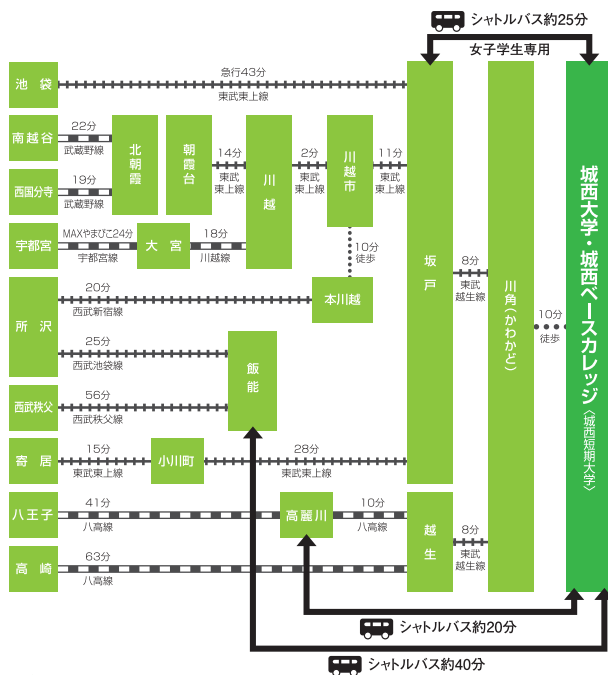 シャトルバス約25分
女子学生専用
池袋
急行43分
東武東上線
南越谷
22分
武蔵野線
西国分寺
19分
武蔵野線
北朝霞
朝霞台
14分
東武
東上線
川越
2分
東武
東上線
川越市
11分
東武
東上線
宇都宮
MAXやまびこ24分
宇都宮線
大宮
18分
川越線
10分
徒歩
所沢
20分
西武新宿線
本川越
25分
西武池袋線
飯能
西武秩父
56分
西武秩父線
寄居
15分
東武東上線
小川町
28分
東武東上線
坂戸
8分
東武
越生線
川角(かわかど)
10分
徒歩
城西大学・城西ベースカレッジ
〈城西短期大学〉
八王子
41分
八高線
高麗川
10分
八高線
越生
8分
東武
越生線
高崎
63分
八高線
シャトルバス約20分
シャトルバス約40分